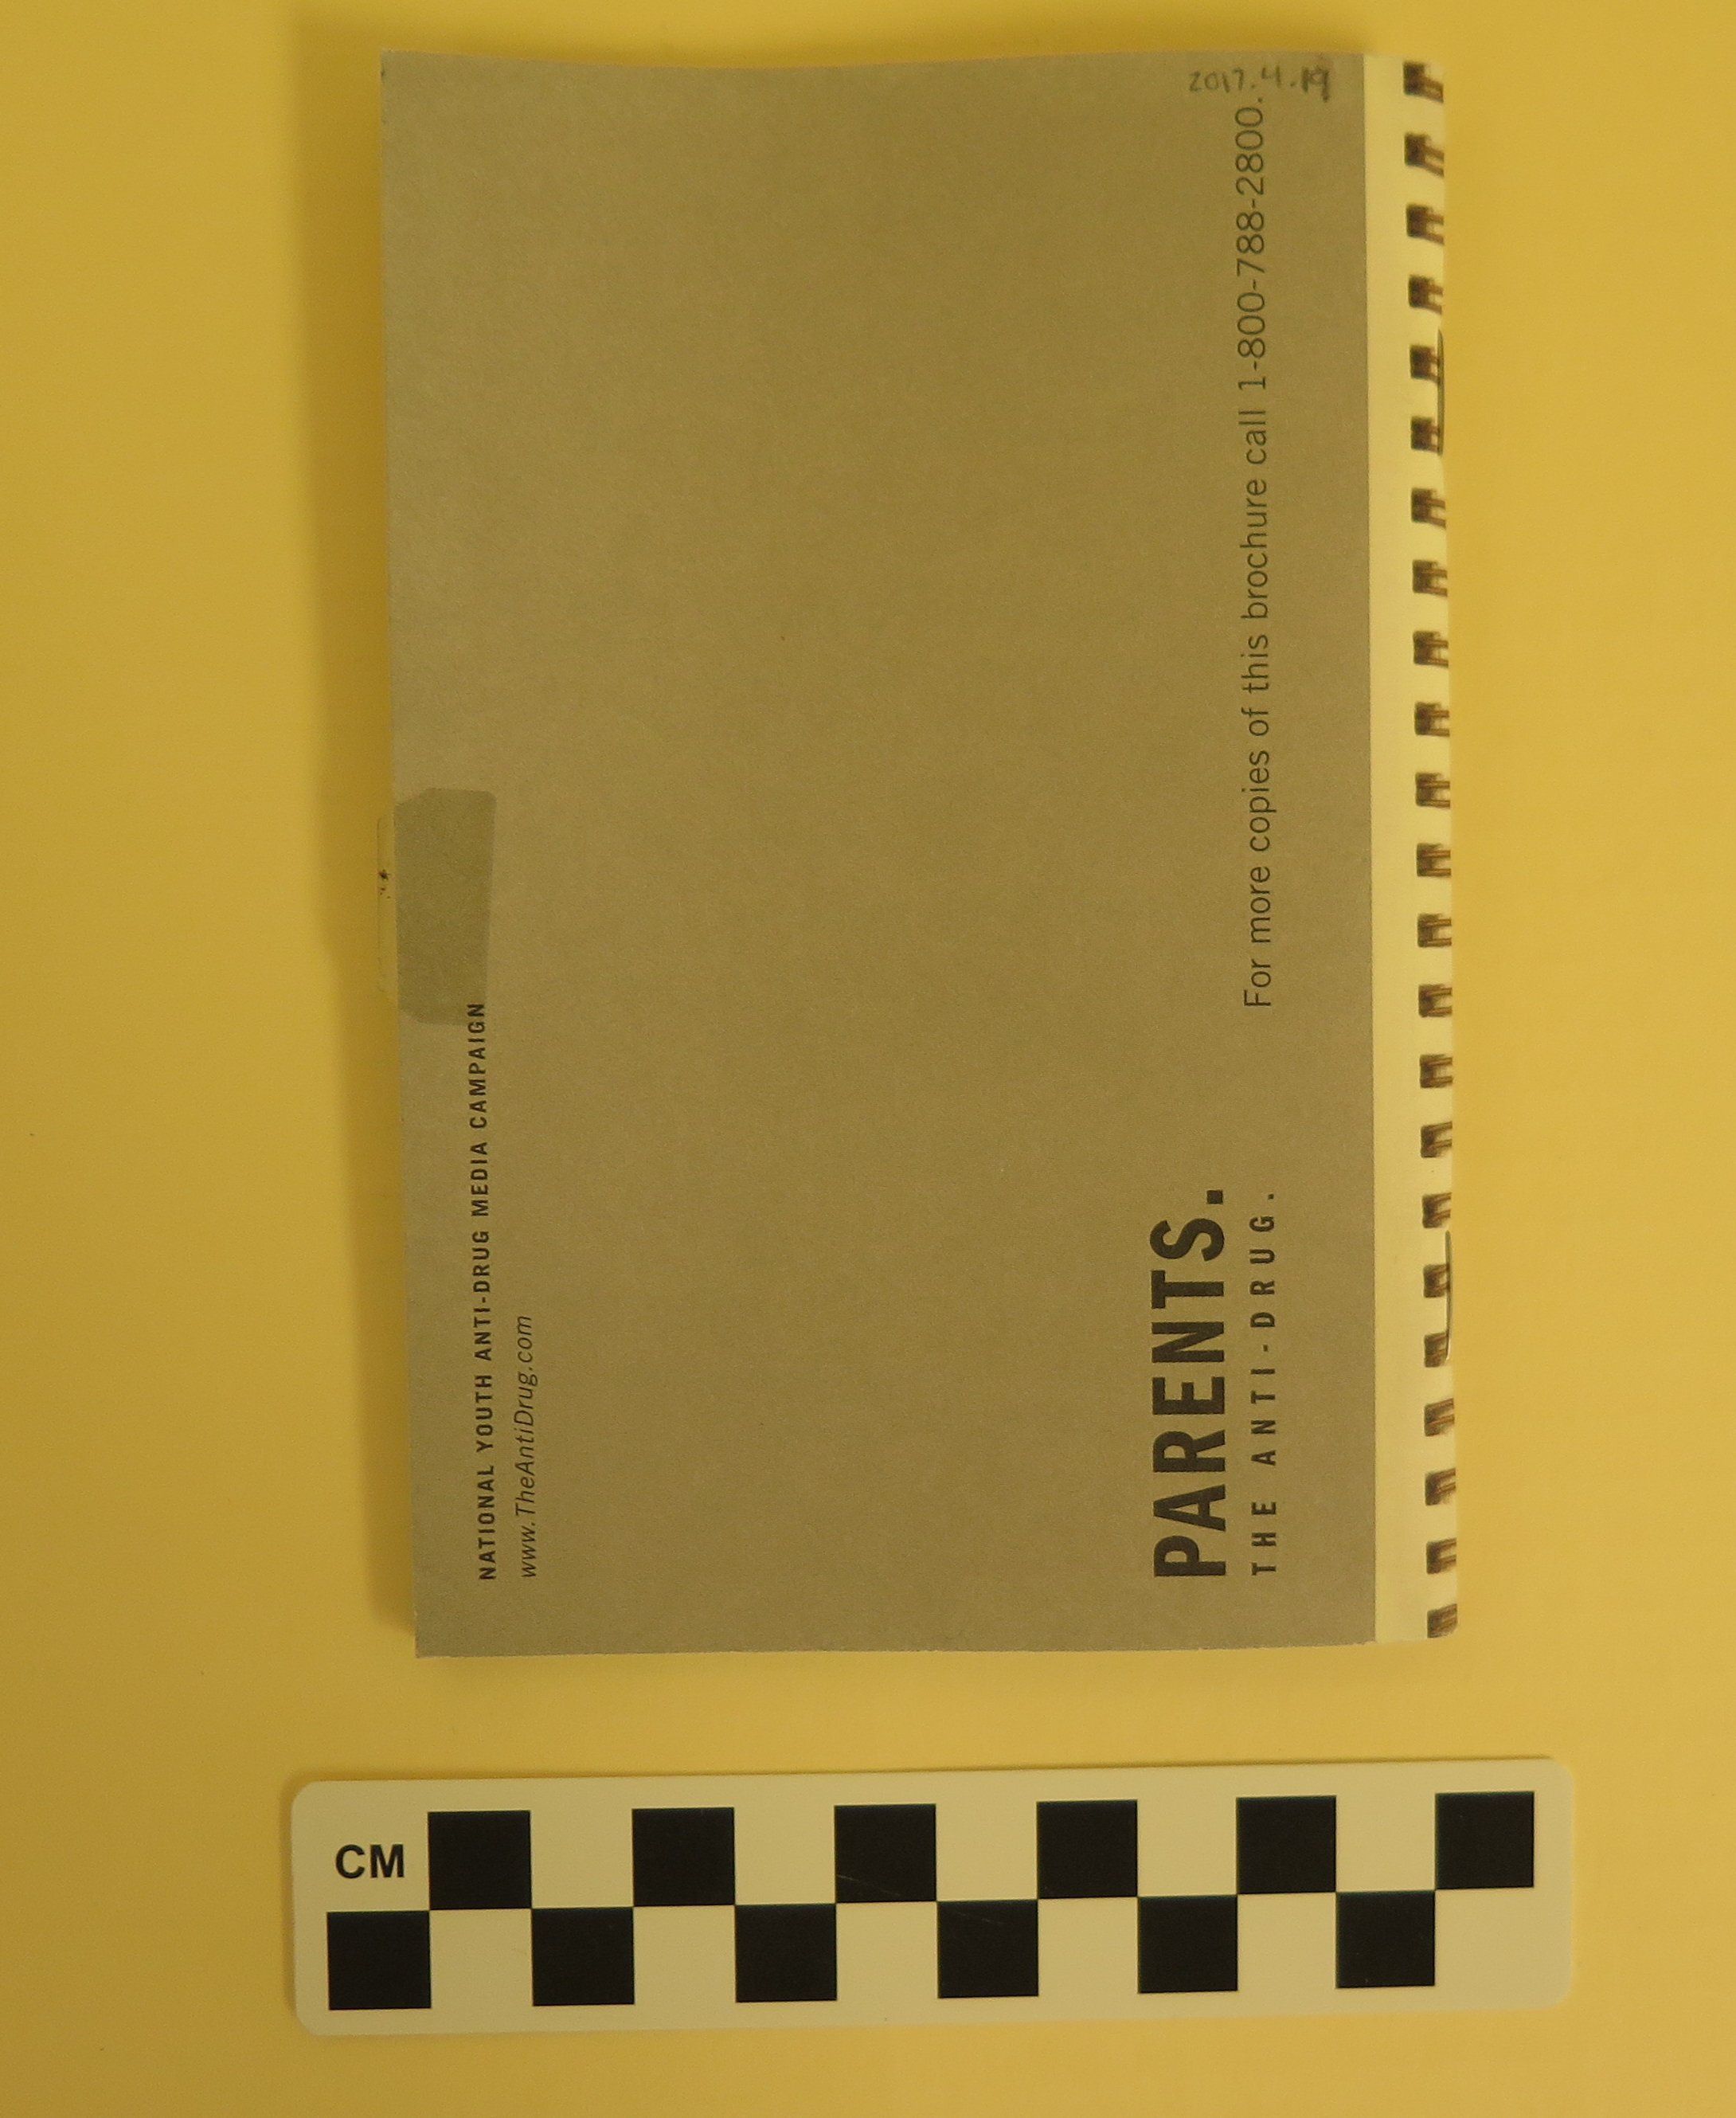 2017.4.19
NATIONAL YOUTH ANTI-DRUG MEDIA CAMPAIGN
www.TheAntiDrug.com
PARENTS.
THE ANTI-DRUG.
For more copies of this brochure call 1-800-788-2800.
CM